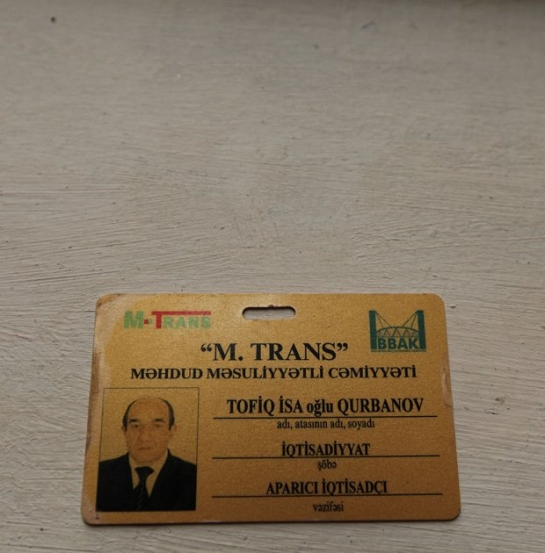 M-TRANS
BBAK
“M. TRANS”
MƏHDUD MƏSULİYYƏTLİ CƏMİYYƏTİ
TOFİQ İSA oğlu QURBANOV
adı, atasının adı, soyadı
İQTİSADİYYAT
şöbə
APARICI İQTİSADÇI
vəzifəsi